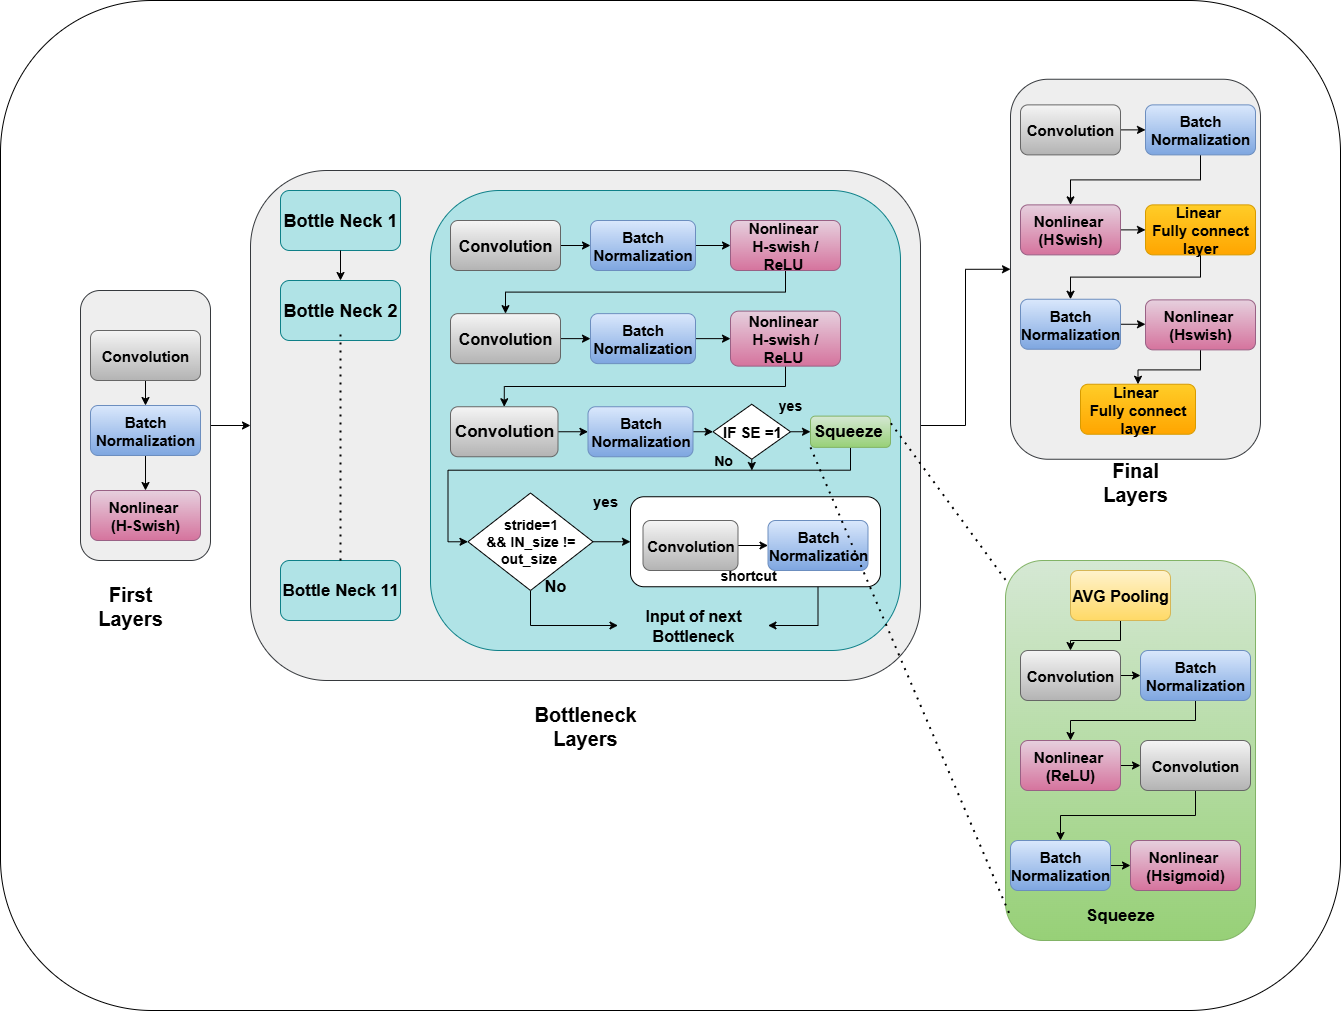 Convolution
Batch
Normalization
Nonlinear
(H-Swish)
First
Layers
Bottle Neck 1
Bottle Neck 2
Bottle Neck 11
Convolution
Batch
Normalization
Nonlinear
H-swish /
ReLU
Convolution
Batch
Normalization
Nonlinear
H-swish /
ReLU
Convolution
Batch
Normalization
IF SE =1
yes
No
Squeeze
stride=1
&& IN_size !=
out_size
yes
No
Convolution
Batch
Normalization
shortcut
Input of next
Bottleneck
Bottleneck
Layers
Convolution
Batch
Normalization
Nonlinear
(HSwish)
Linear
Fully connect
layer
Batch
Normalization
Nonlinear
(Hswish)
Linear
Fully connect
layer
Final
Layers
AVG Pooling
Convolution
Batch
Normalization
Nonlinear
(ReLU)
Convolution
Batch
Normalization
Nonlinear
(Hsigmoid)
Squeeze